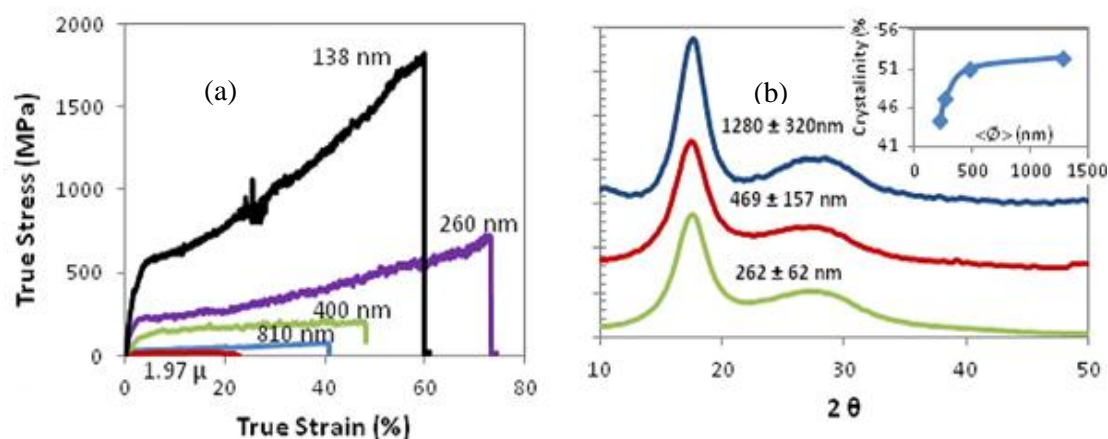 2000
1500
1000
500
0
True Stress (MPa)
(a)
138 nm
260 nm
400 nm
810 nm
1.97 μ
0 20 40 60 80
True Strain (%)
(b)
1280 ± 320nm
469 ± 157 nm
262 ± 62 nm
10 20 30 40 50
2 θ
56
51
46
41
Crystalinity (%
<Ø> (nm)
0 500 1000 1500